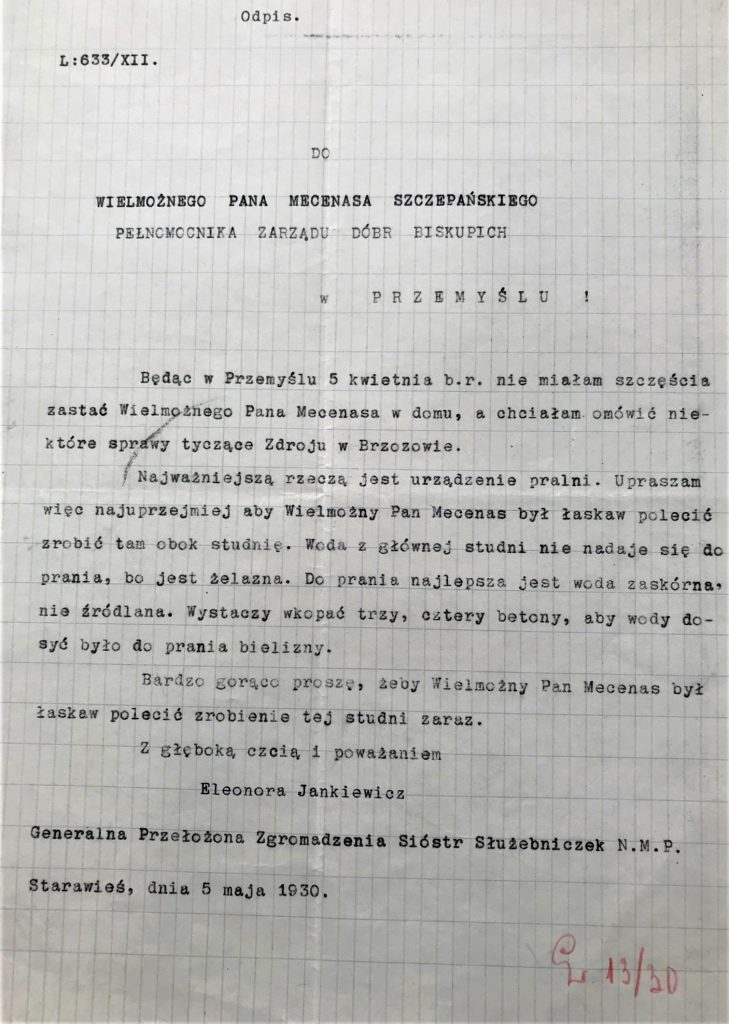 Odpis.
L:633/XII.
DO
WIELMOŻNEGO PANA MECENASA SZCZEPAŃSKIEGO
PEŁNOMOCNIKA ZARZĄDU DÓBR BISKUPICH
w PRZEMYŚLU !
Będąc w Przemyślu 5 kwietnia b.r. nie miałam szczęścia
zastać Wielmożnego Pana Mecenasa w domu, a chciałam omówić nie-
które sprawy tyczące Zdroju w Brzozowie.
Najważniejszą rzeczą jest urządzenie pralni. Upraszam
więc najuprzejmiej aby Wielmożny Pan Mecenas był łaskaw polecić
zrobić tam obok studnię. Woda z głównej studni nie nadaje się do
prania, bo jest żelazna. Do prania najlepsza jest woda zaskórna,
nie źródlana. Wystaczy wkopać trzy, cztery betony, aby wody do-
syć było do prania bielizny.
Bardzo gorąco proszę, żeby Wielmożny Pan Mecenas był
łaskaw polecić zrobienie tej studni zaraz.
Z głęboką czcią i poważaniem
Eleonora Jankiewicz
Generalna Przełożona Zgromadzenia Sióstr Służebniczek N.M.P.
Starawieś, dnia 5 maja 1930.
13/30